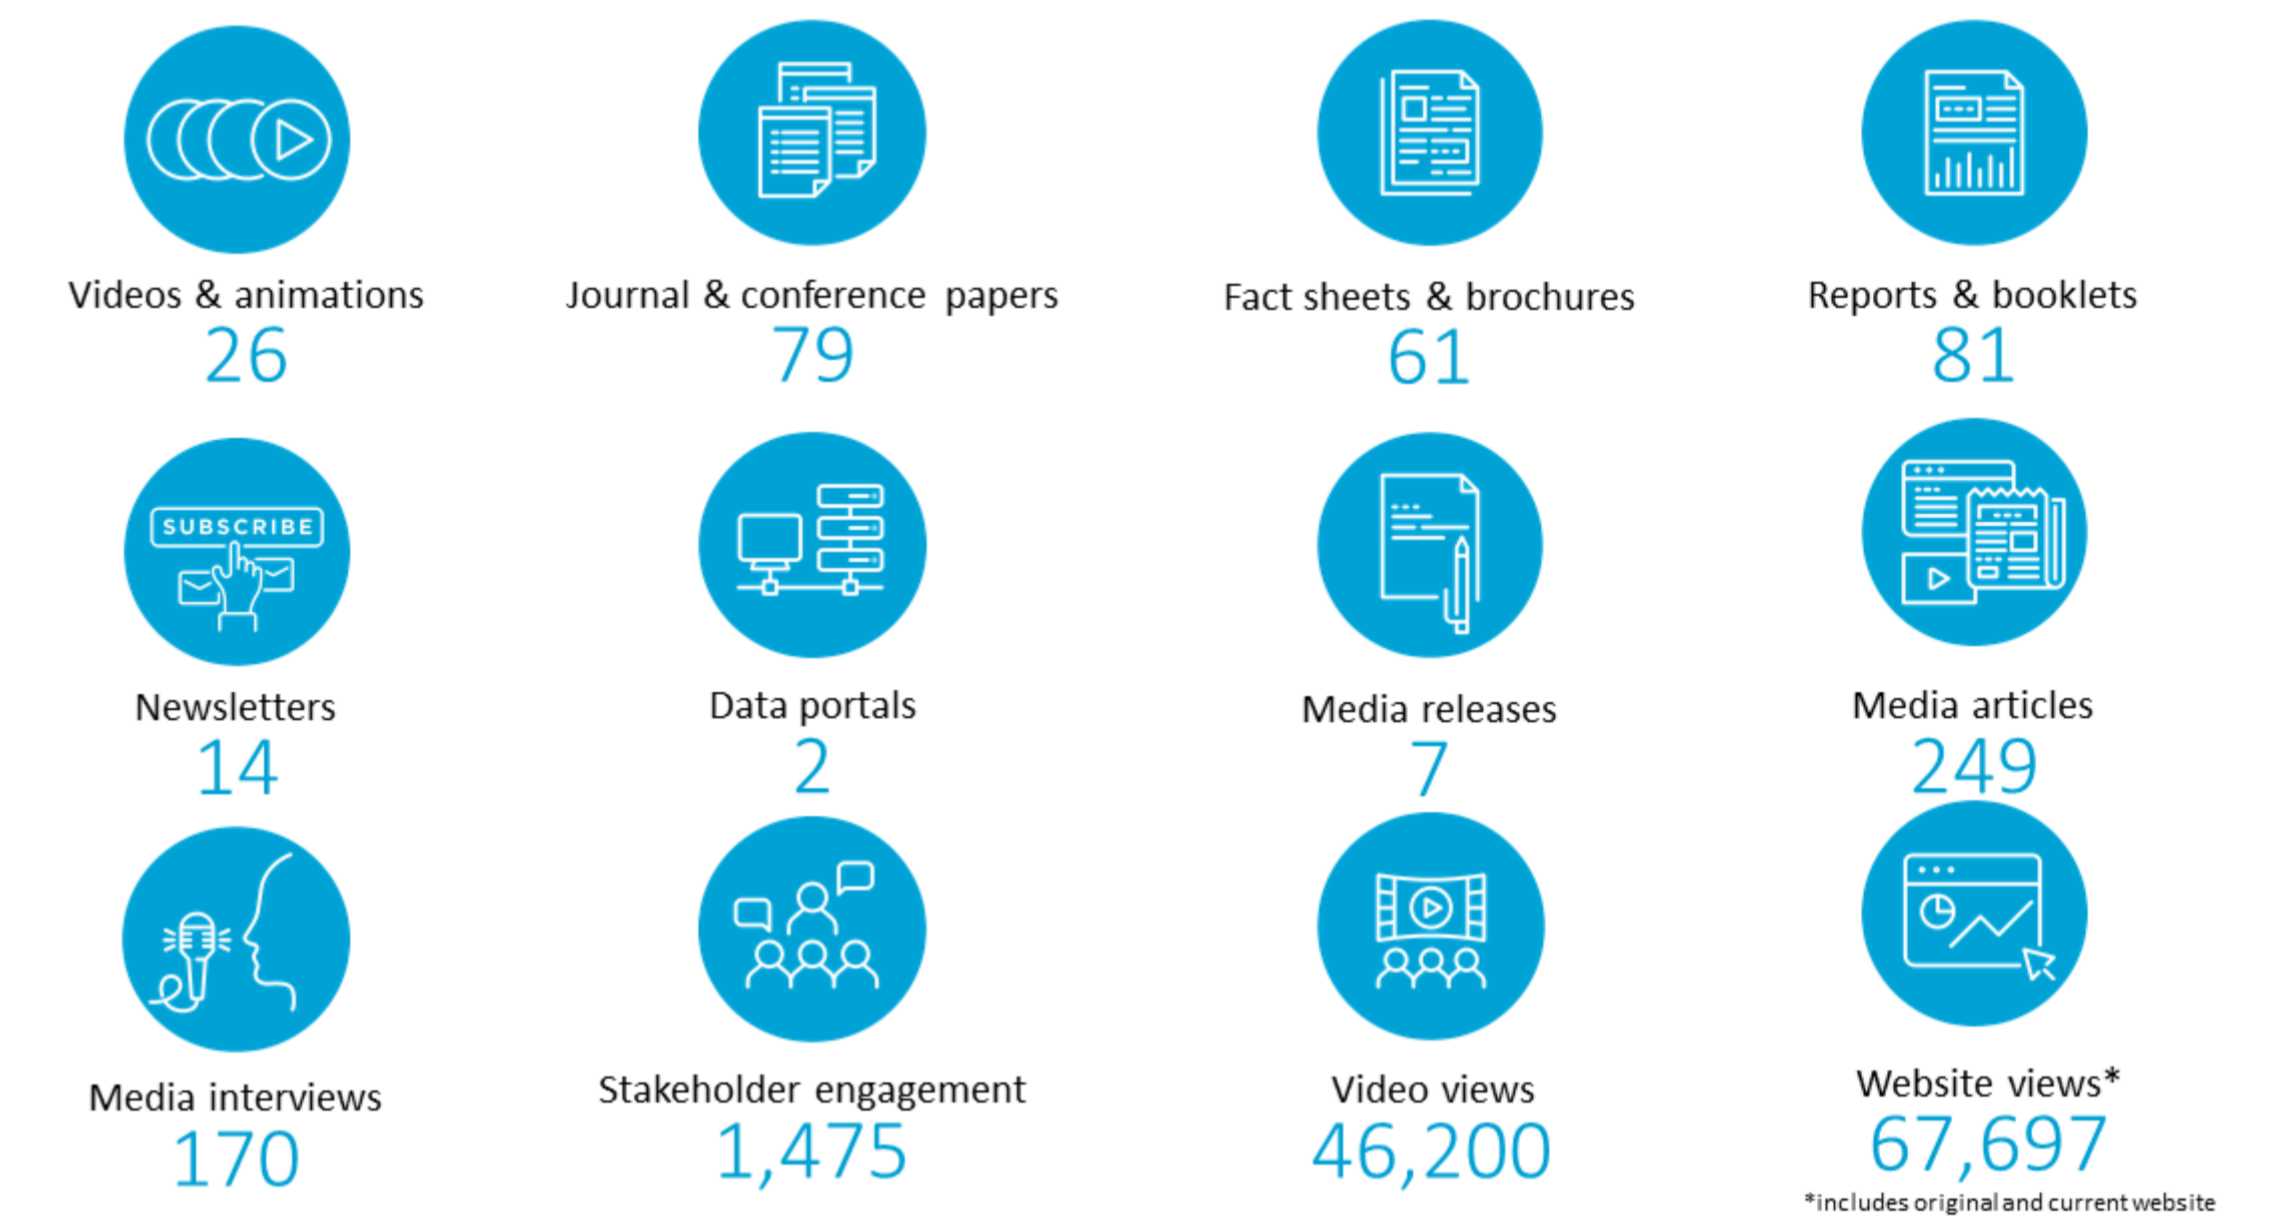 Videos & animations
26
Journal & conference papers
79
Fact sheets & brochures
61
Reports & booklets
81
SUBSCRIBE
Newsletters
14
Data portals
2
Media releases
7
Media articles
249
Media interviews
170
Stakeholder engagement
1,475
Video views
46,200
Website views*
67,697
*includes original and current website